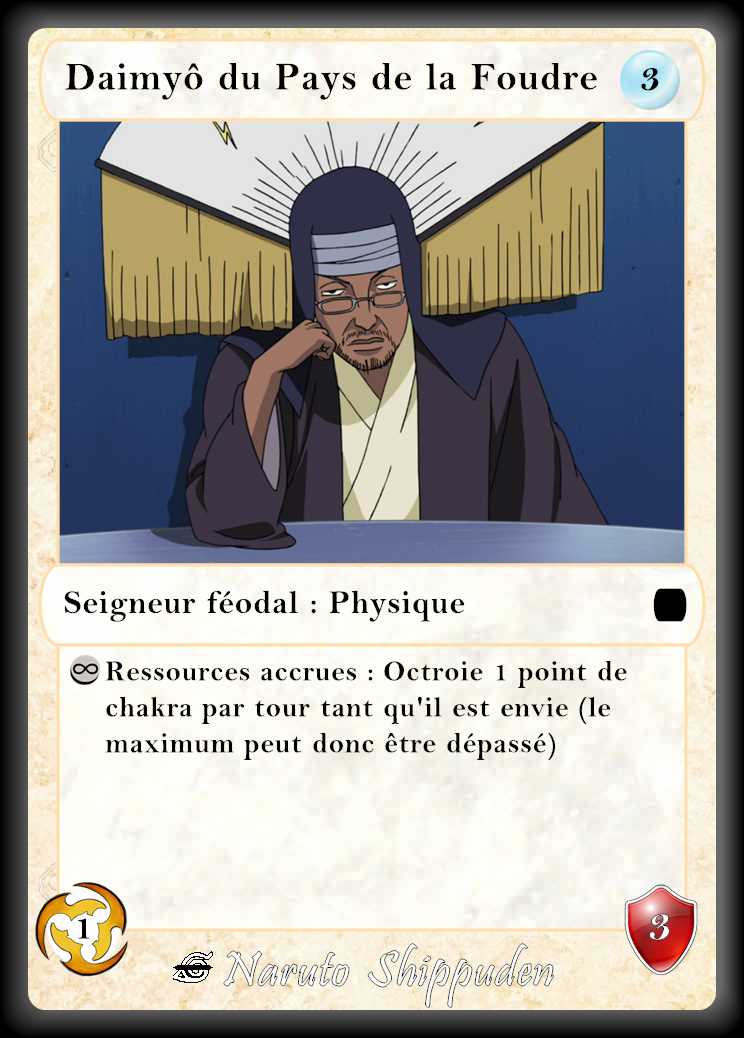 Daimyô du Pays de la Foudre 3
Seigneur féodal : Physique
∞ Ressources accrues : Octroie 1 point de
chakra par tour tant qu'il est envie (le
maximum peut donc être dépassé)
1
3
Naruto Shippuden